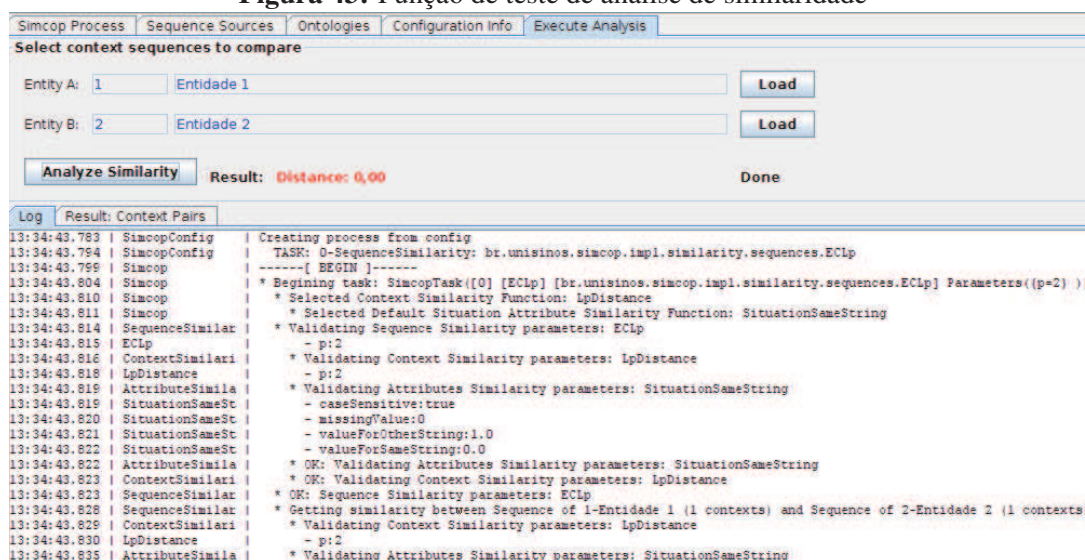 Figura 43: Função de teste de análise de similaridade
Simcop Process Sequence Sources Ontologies Configuration Info Execute Analysis
Select context sequences to compare
Entity A: 1 Entidade 1 Load
Entity B: 2 Entidade 2 Load
Analyze Similarity Result: Distance: 0,00 Done
Log Result: Context Pairs
13:34:43.783 | SimcopConfig | Creating process from config
13:34:43.794 | SimcopConfig | TASK: 0-SequenceSimilarity: br.unisinos.simcop.impl.similarity.sequences.ECLp
13:34:43.799 | Simcop | ------[ BEGIN ]------
13:34:43.804 | Simcop | * Begining task: SimcopTask([0] [ECLp] [br.unisinos.simcop.impl.similarity.sequences.ECLp] Parameters((p=2) )
13:34:43.810 | Simcop | * Selected Context Similarity Function: LpDistance
13:34:43.811 | Simcop | * Selected Default Situation Attribute Similarity Function: SituationSameString
13:34:43.814 | SequenceSimilar | * Validating Sequence Similarity parameters: ECLp
13:34:43.815 | ECLp | - p:2
13:34:43.816 | ContextSimilari | * Validating Context Similarity parameters: LpDistance
13:34:43.818 | LpDistance | - p:2
13:34:43.819 | AttributeSimila | * Validating Attributes Similarity parameters: SituationSameString
13:34:43.819 | SituationSameSt | - caseSensitive:true
13:34:43.820 | SituationSameSt | - missingValue:0
13:34:43.821 | SituationSameSt | - valueForOtherString:1.0
13:34:43.822 | SituationSameSt | - valueForSameString:0.0
13:34:43.822 | AttributeSimila | * OK: Validating Attributes Similarity parameters: SituationSameString
13:34:43.823 | ContextSimilari | * OK: Validating Context Similarity parameters: LpDistance
13:34:43.823 | SequenceSimilar | * OK: Sequence Similarity parameters: ECLp
13:34:43.828 | SequenceSimilar | * Getting similarity between Sequence of 1-Entidade 1 (1 contexts) and Sequence of 2-Entidade 2 (1 contexts
13:34:43.829 | ContextSimilari | * Validating Context Similarity parameters: LpDistance
13:34:43.830 | LpDistance | - p:2
13:34:43.835 | AttributeSimila | * Validating Attributes Similarity parameters: SituationSameString